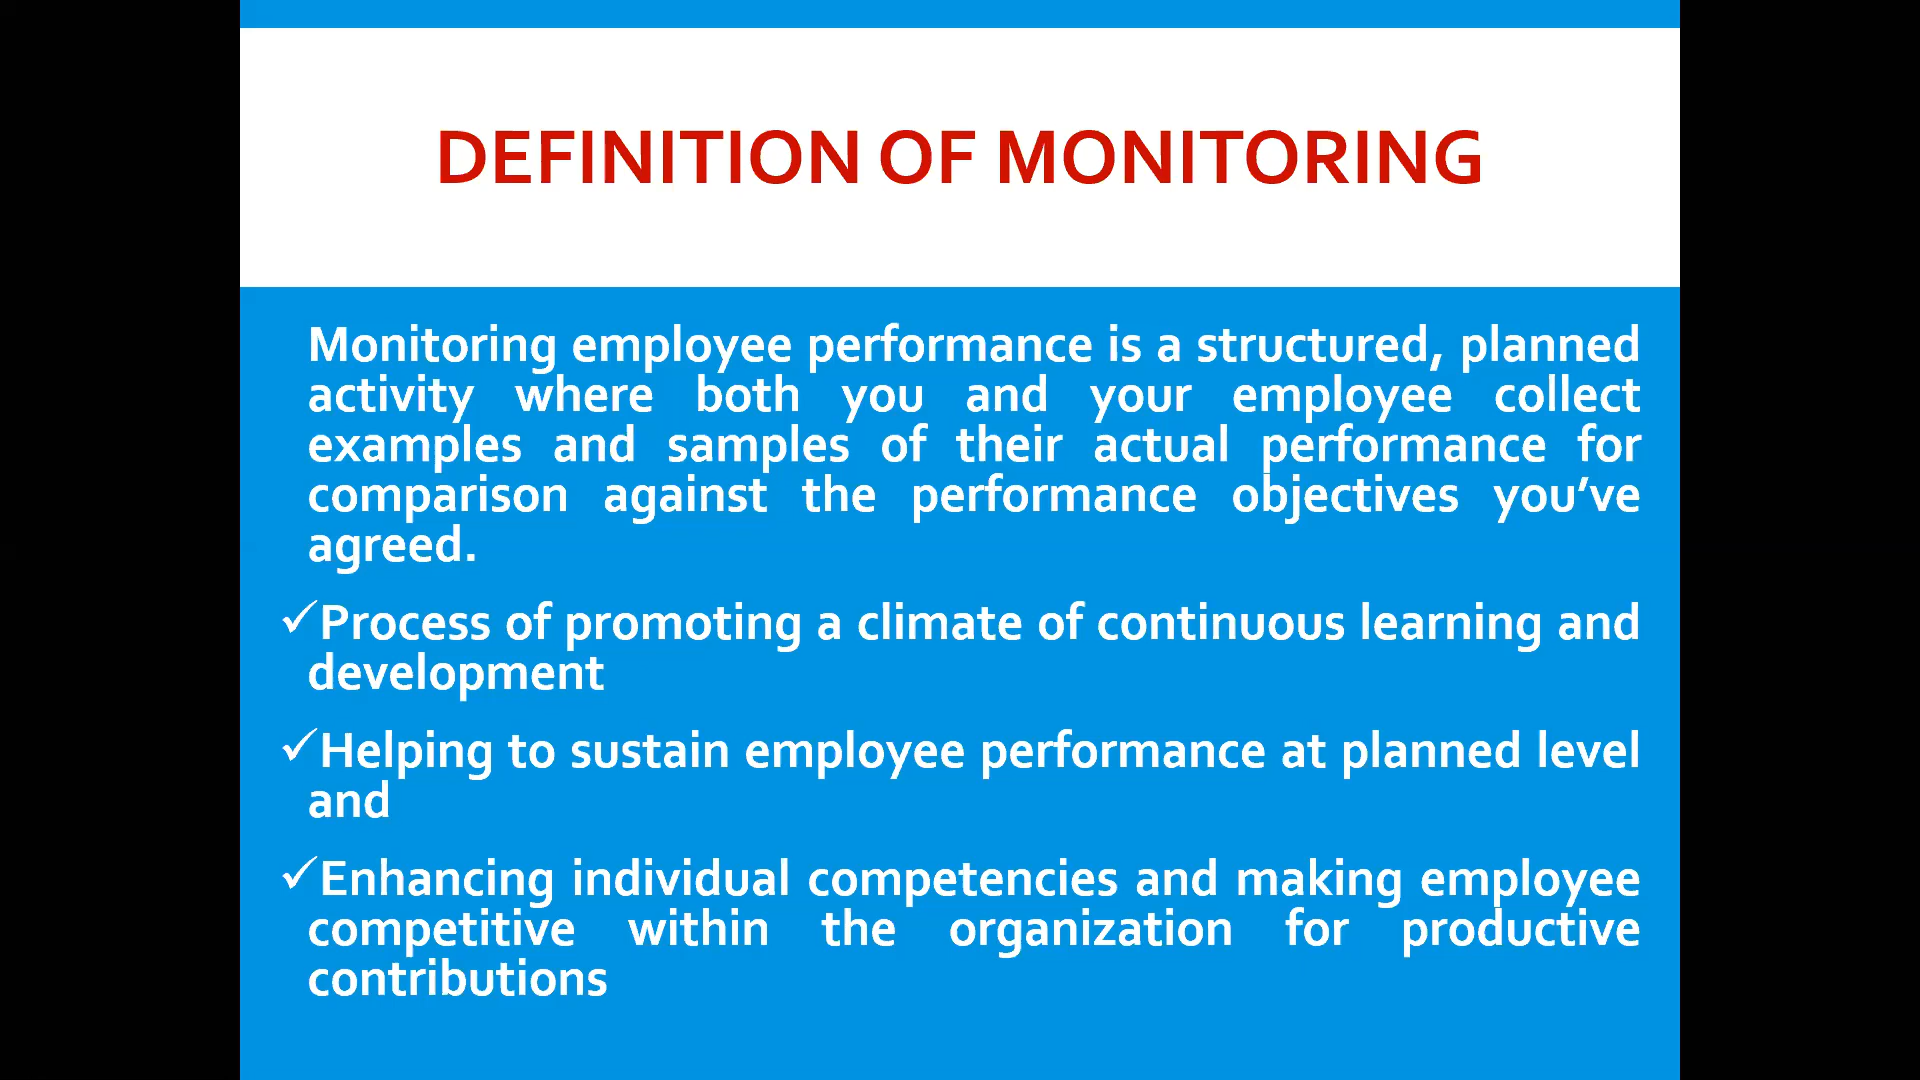 DEFINITION OF MONITORING
Monitoring employee performance is a structured, planned
activity where both you and your employee collect
examples and samples of their actual performance for
comparison against the performance objectives you’ve
agreed.
✓Process of promoting a climate of continuous learning and
development
✓Helping to sustain employee performance at planned level
and
✓Enhancing individual competencies and making employee
competitive within the organization for productive
contributions